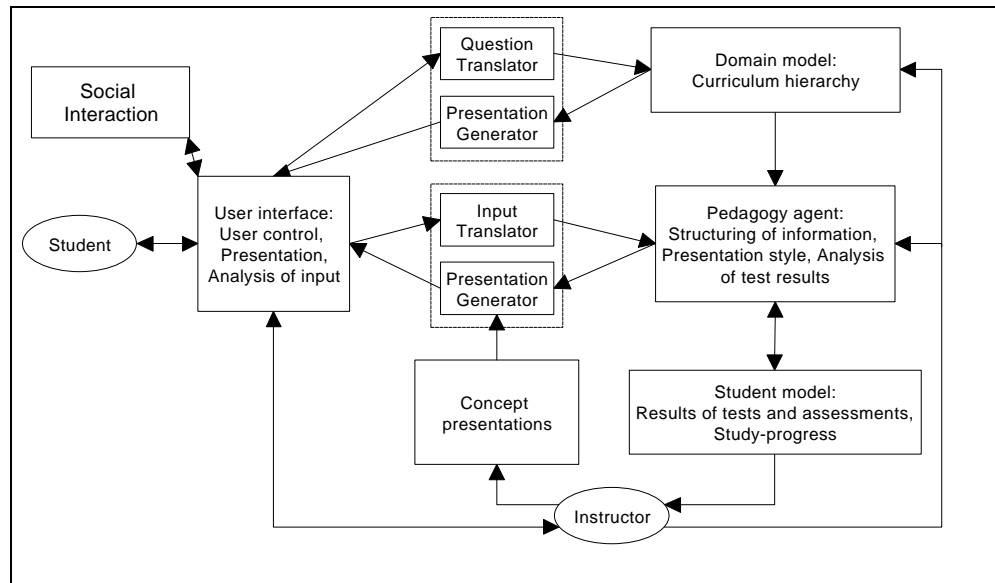 Question
Translator
Domain model:
Curriculum hierarchy
Social
Interaction
Presentation
Generator
User interface:
User control,
Presentation,
Analysis of input
Input
Translator
Pedagogy agent:
Structuring of information,
Presentation style, Analysis
of test results
Student
Presentation
Generator
Concept
presentations
Student model:
Results of tests and assessments,
Study-progress
Instructor